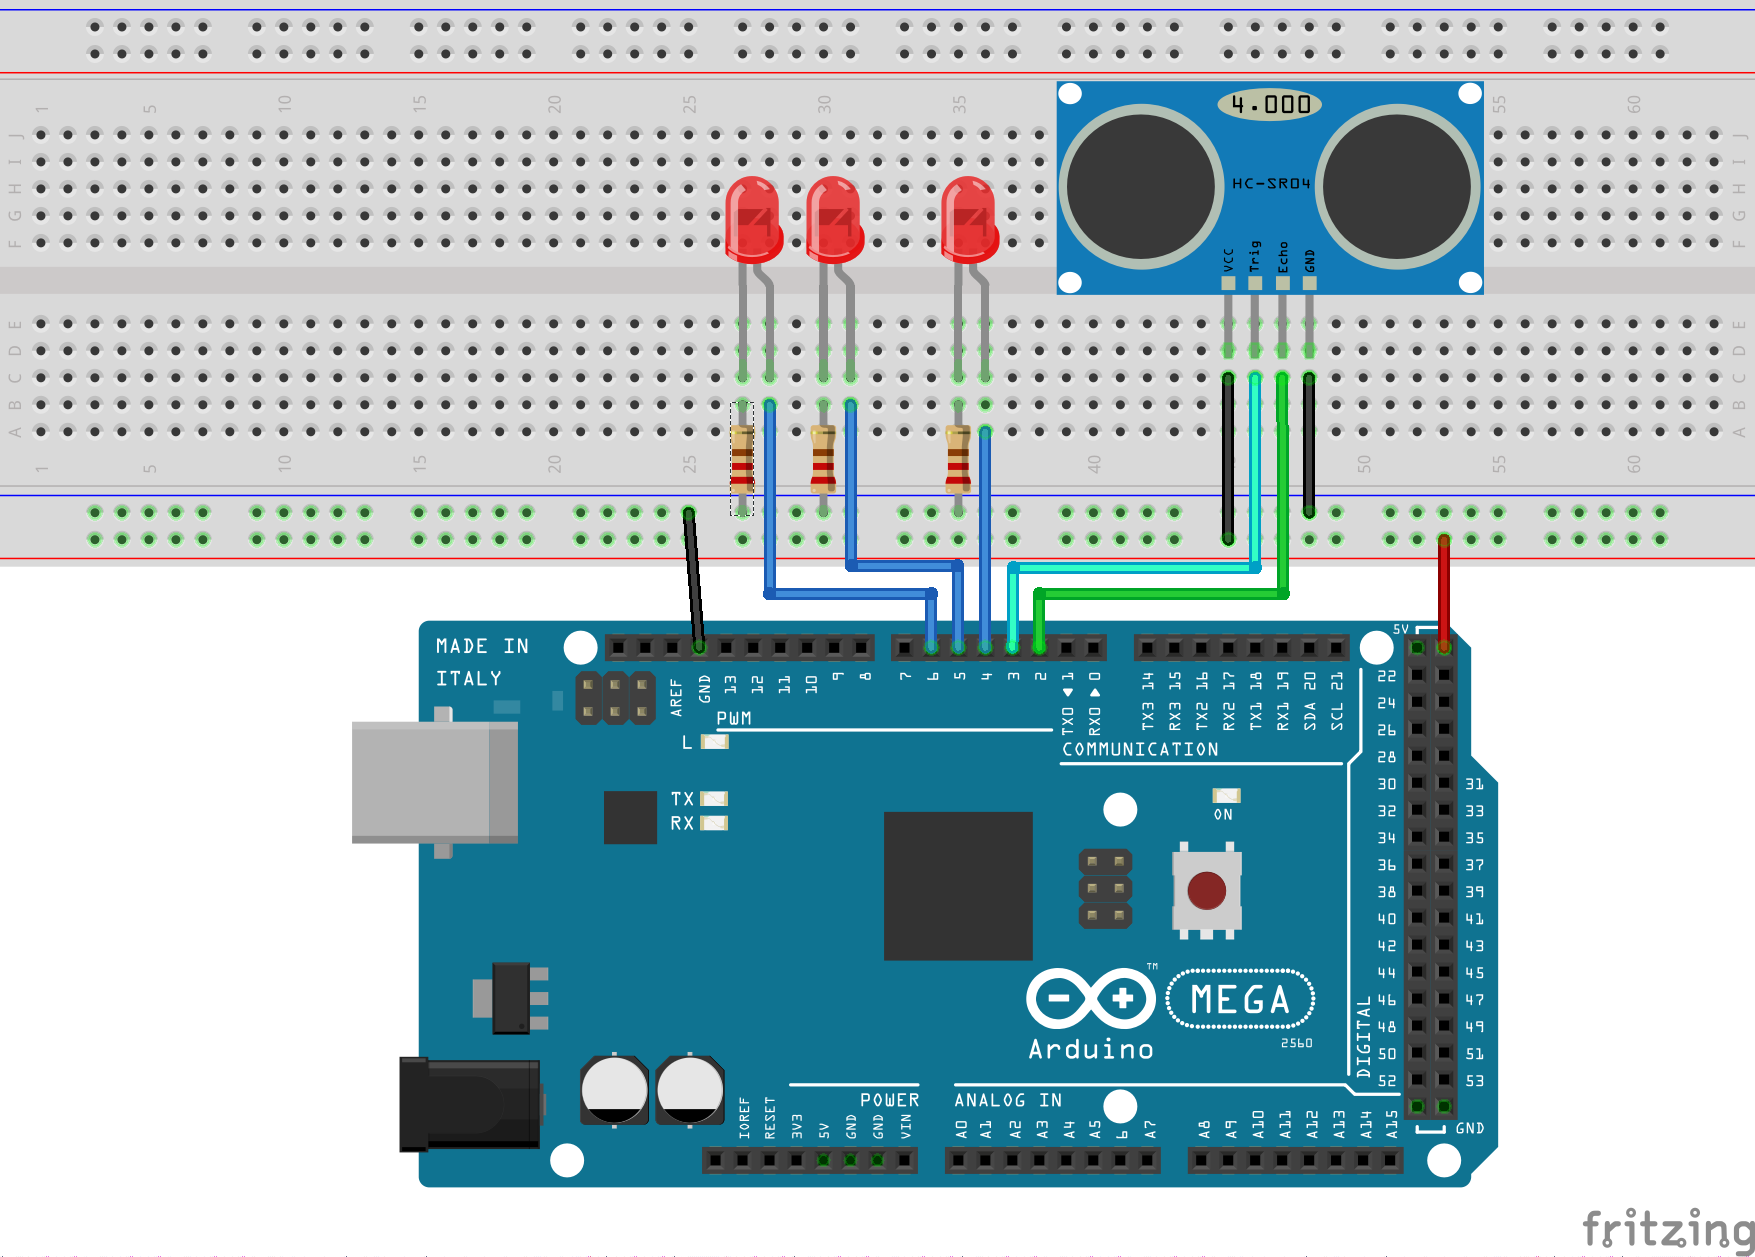 1 5 10 15 20 25 30 35 55 60
J J
I I
H H
G G
F F
4.000
HC-SR04
VCC Trig Echo GND
E E
D D
C C
B B
A A
1 5 10 15 20 25 40 50 55 60
MADE IN
ITALY
5V
AREF GND 13 12 11 10 9 8 7 6 5 4 3 2 TX0 1 RX0 0 TX3 14 RX3 15 TX2 16 RX2 17 TX1 18 RX1 19 SDA 20 SCL 21
PWM
COMMUNICATION
L
TX
RX
ON
22
24
26
28
30 31
32 33
34 35
36 37
38 39
40 41
42 43
44 45
46 47
48 49
50 51
52 53
DIGITAL
GND
TM
MEGA
2560
Arduino
POWER
ANALOG IN
IOREF RESET 3V3 5V GND GND VIN A0 A1 A2 A3 A4 A5 6 A7 A8 A9 A10 A11 A12 A13 A14 A15
fritzing